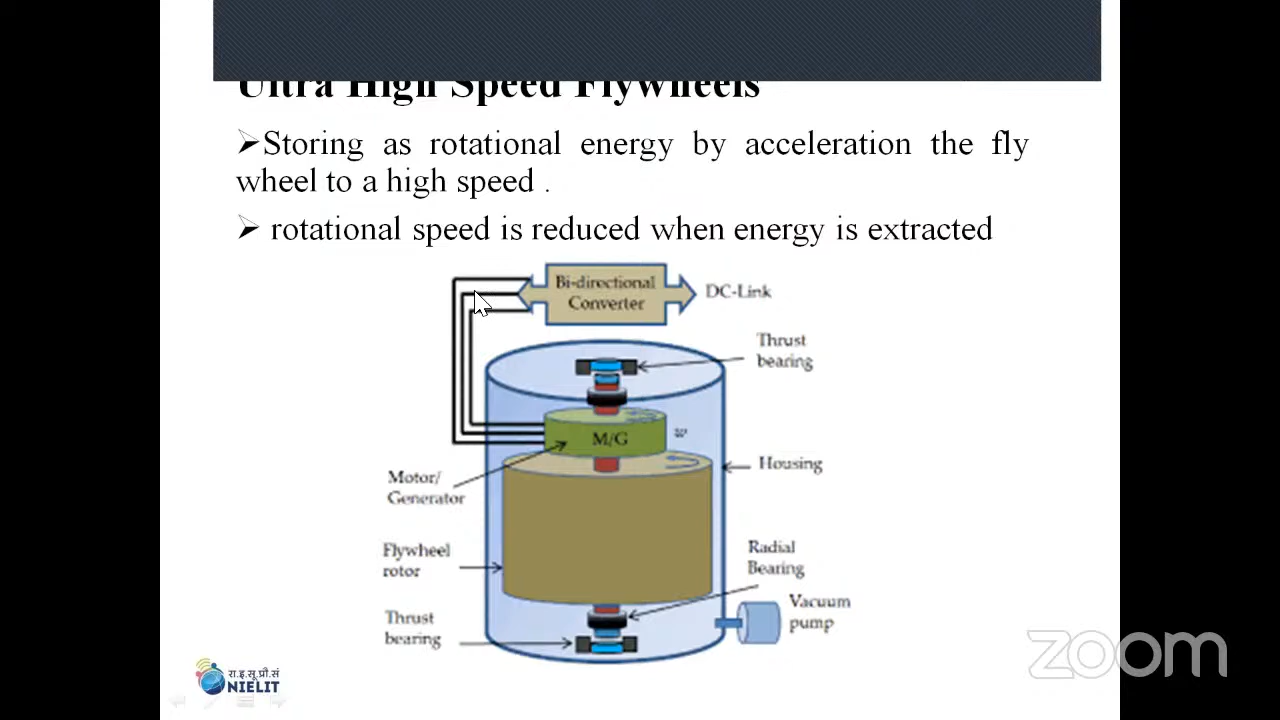 Ultra High Speed Flywheels
➢Storing as rotational energy by acceleration the fly
wheel to a high speed .
➢ rotational speed is reduced when energy is extracted
Bi-directional
Converter
DC-Link
Thrust
bearing
M/G
w
Housing
Motor/
Generator
Flywheel
rotor
Radial
Bearing
Vacuum
pump
Thrust
bearing
zoom
रा.इ.सू.प्रौ.सं
NIELIT